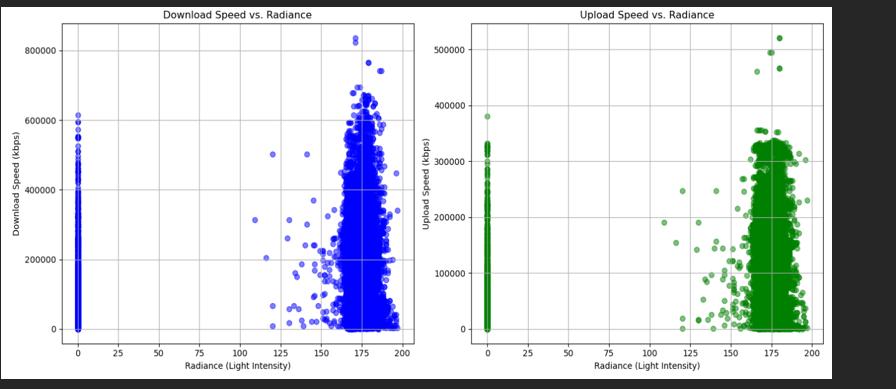 Download Speed vs. Radiance
Download Speed (kbps)
800000
600000
400000
200000
0
0 25 50 75 100 125 150 175 200
Radiance (Light Intensity)
Upload Speed vs. Radiance
Upload Speed (kbps)
500000
400000
300000
200000
100000
0
0 25 50 75 100 125 150 175 200
Radiance (Light Intensity)